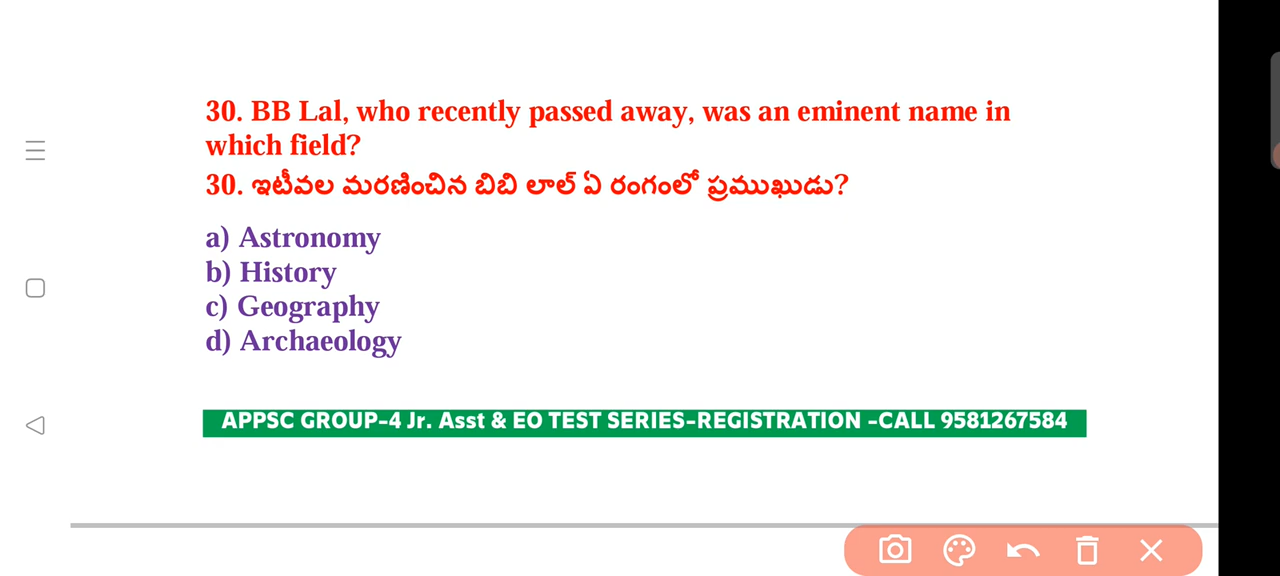 30. BB Lal, who recently passed away, was an eminent name in
which field?
30. ఇటీవల మరణించిన బిబి లాల్ ఏ రంగంలో ప్రముఖుడు?
a) Astronomy
b) History
c) Geography
d) Archaeology
APPSC GROUP-4 Jr. Asst & EO TEST SERIES-REGISTRATION -CALL 9581267584